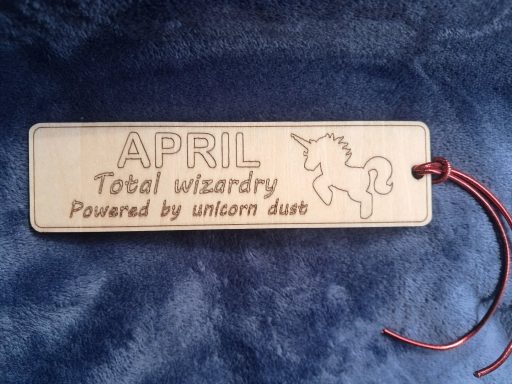 APRIL
Total wizardry
Powered by unicorn dust